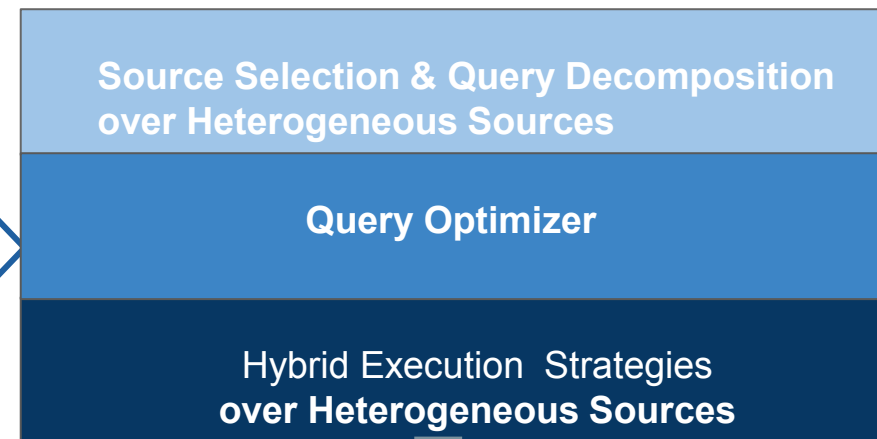 Source Selection & Query Decomposition
over Heterogeneous Sources
Query Optimizer
Hybrid Execution Strategies
over Heterogeneous Sources